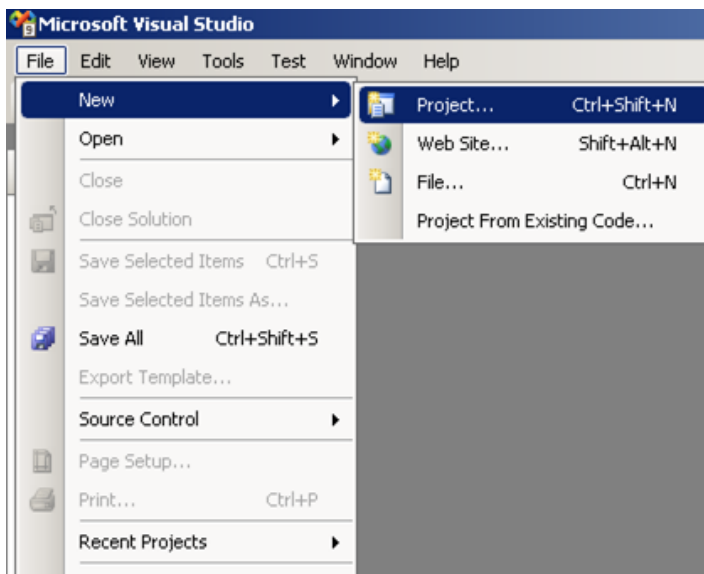 Microsoft Visual Studio
File Edit View Tools Test Window Help
New
Project... Ctrl+Shift+N
Open
Web Site... Shift+Alt+N
Close
File... Ctrl+N
Close Solution
Project From Existing Code...
Save Selected Items Ctrl+S
Save Selected Items As...
Save All Ctrl+Shift+S
Export Template...
Source Control
Page Setup...
Print... Ctrl+P
Recent Projects